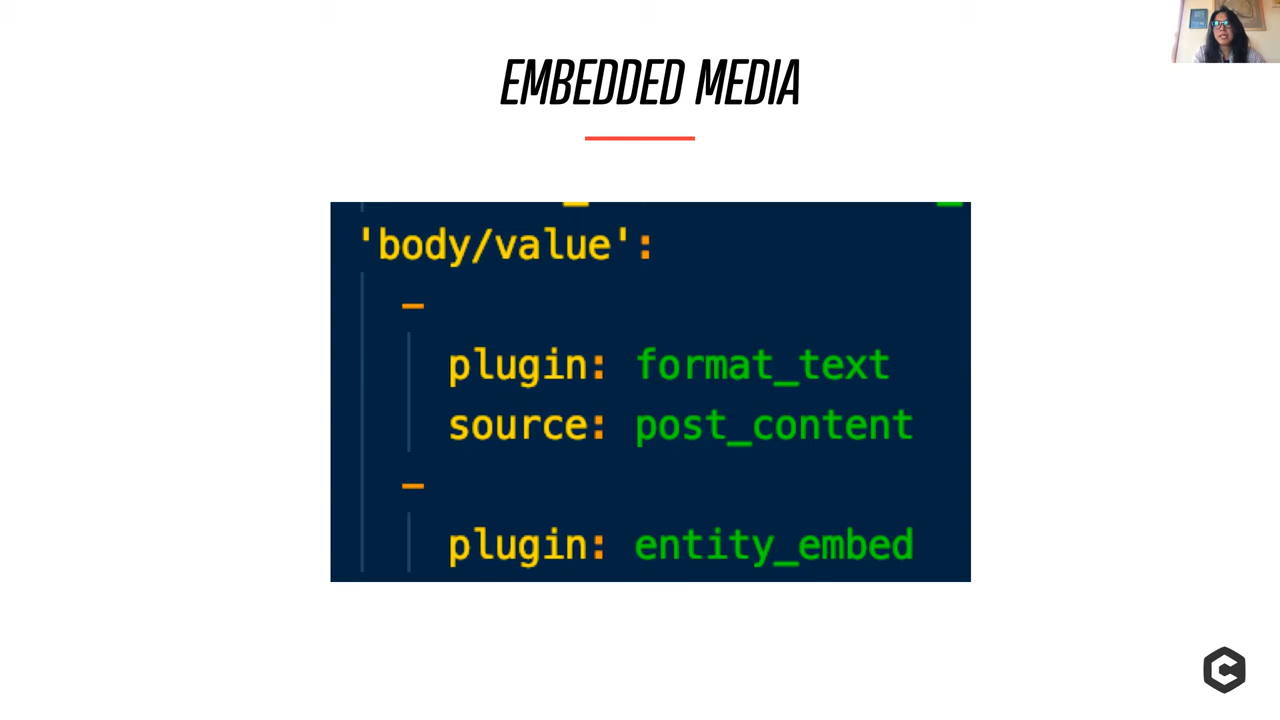 EMBEDDED MEDIA
'body/value':
-
plugin: format_text
source: post_content
-
plugin: entity_embed